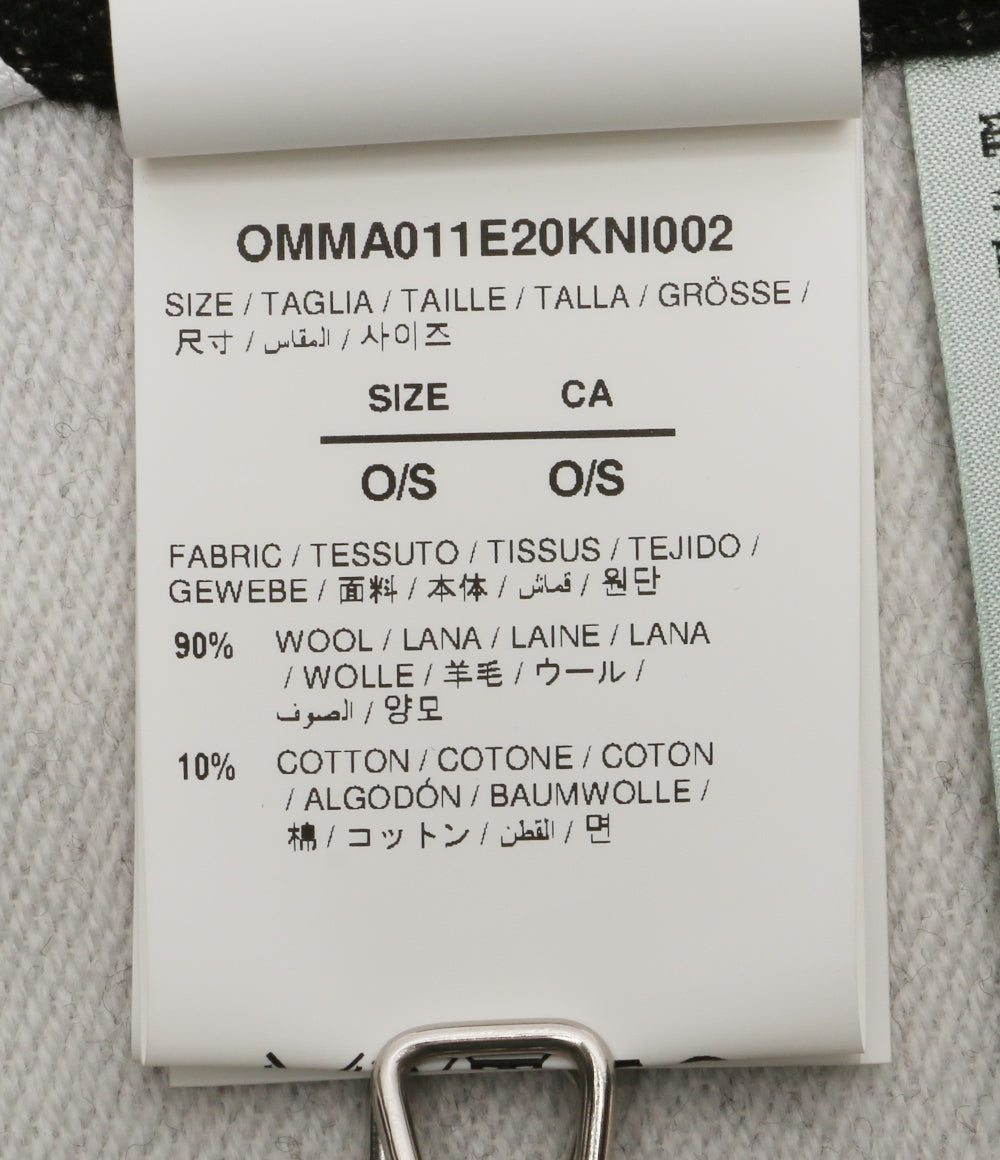 OMMA011E20KNI002
SIZE / TAGLIA / TAILLE / TALLA / GRÖSSE /
尺寸 / المقاس / 사이즈
SIZE CA
O/S O/S
FABRIC / TESSUTO / TISSUS / TEJIDO /
GEWEBE / 面料 / 本体 / قماش / 원단
90% WOOL / LANA / LAINE / LANA
/ WOLLE / 羊毛 / ウール /
الصوف / 양모
10% COTTON / COTONE / COTON
/ ALGODÓN / BAUMWOLLE /
棉 / コットン / القطن / 면